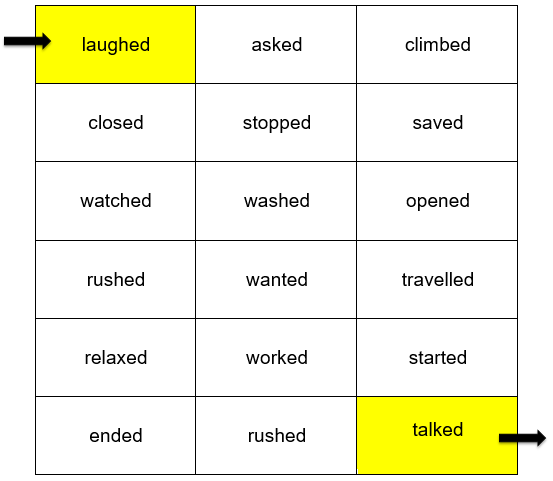 laughed asked climbed
closed stopped saved
watched washed opened
rushed wanted travelled
relaxed worked started
ended rushed talked